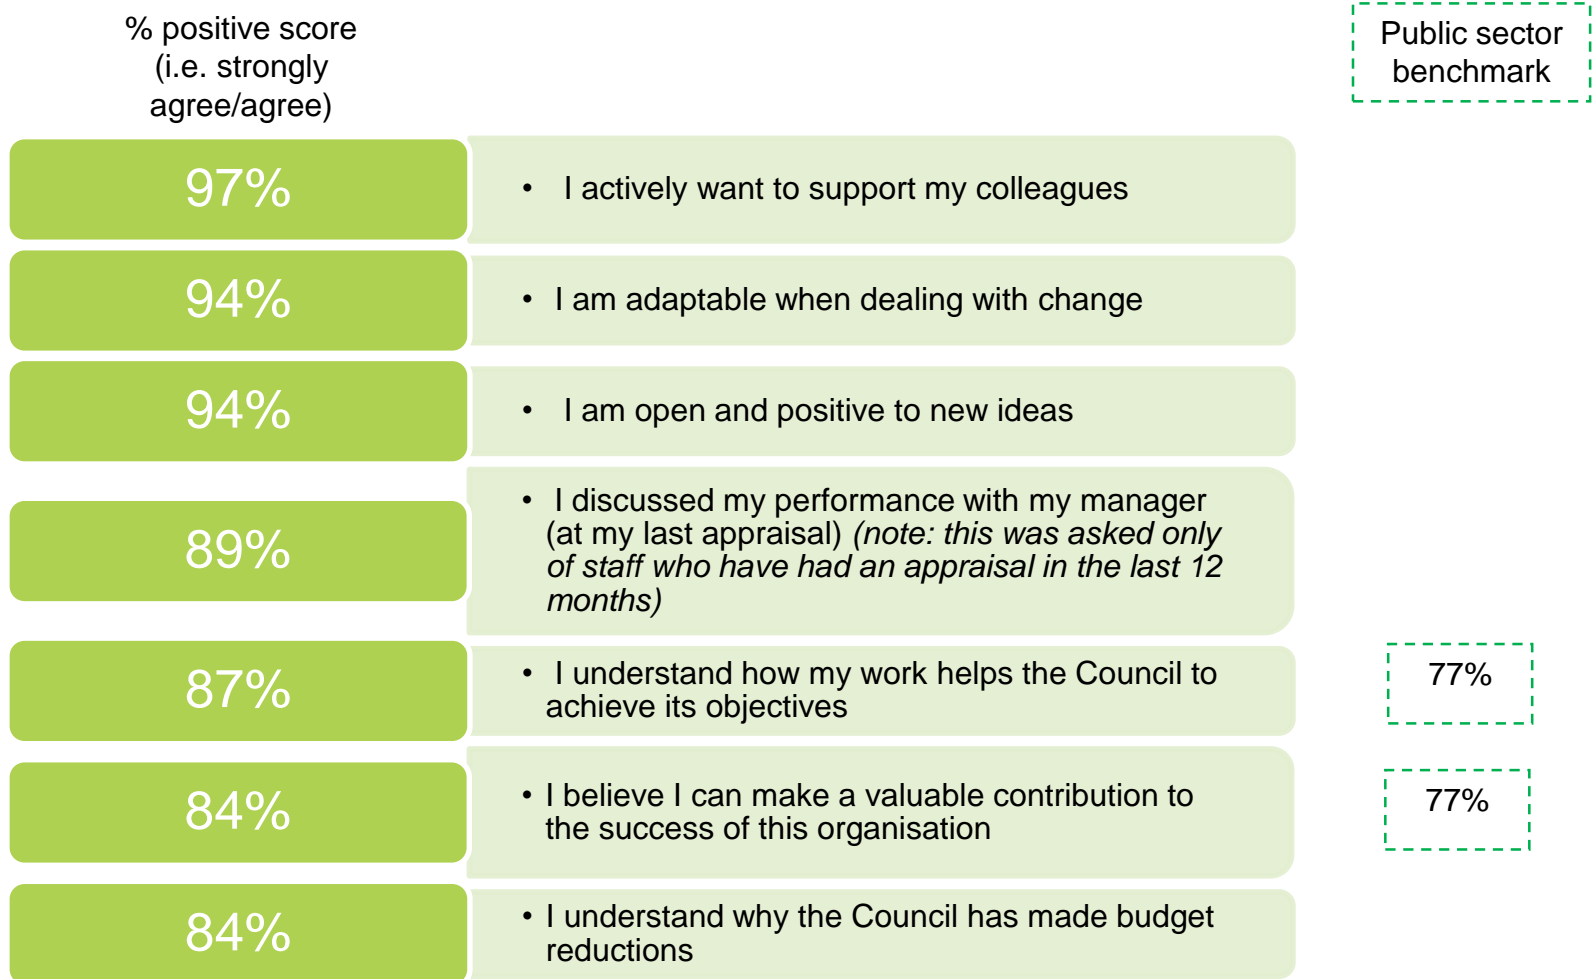 % positive score
(i.e. strongly
agree/agree)
Public sector
benchmark
97%
• I actively want to support my colleagues
94%
• I am adaptable when dealing with change
94%
• I am open and positive to new ideas
89%
• I discussed my performance with my manager
(at my last appraisal) (note: this was asked only
of staff who have had an appraisal in the last 12
months)
87%
• I understand how my work helps the Council to
achieve its objectives
77%
84%
• I believe I can make a valuable contribution to
the success of this organisation
77%
84%
• I understand why the Council has made budget
reductions